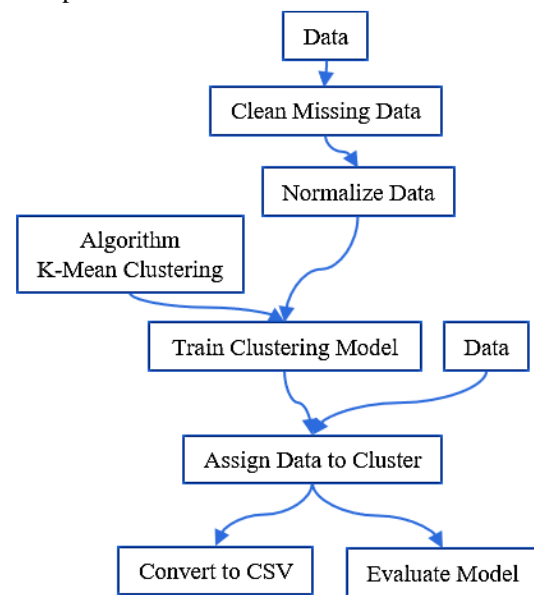 Data
Clean Missing Data
Normalize Data
Algorithm
K-Mean Clustering
Train Clustering Model
Data
Assign Data to Cluster
Convert to CSV
Evaluate Model